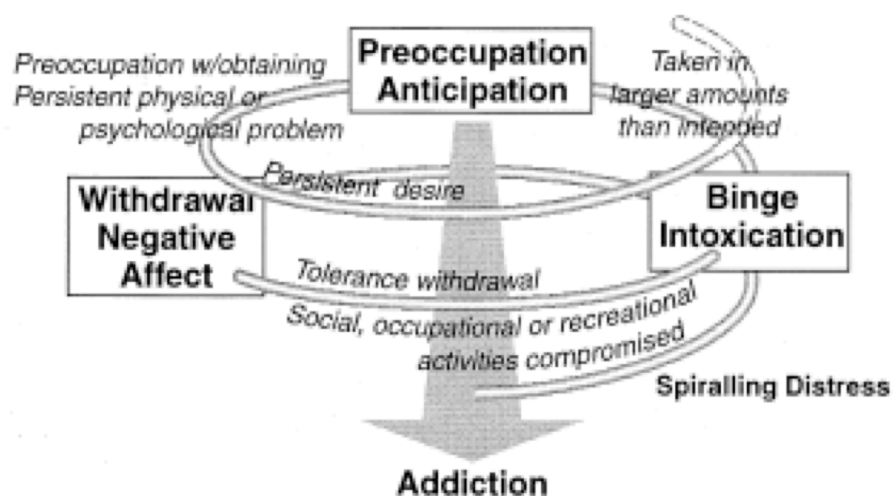 Preoccupation
Anticipation
Preoccupation w/obtaining
Persistent physical or
psychological problem
Taken in
larger amounts
than intended
Persistent desire
Withdrawal
Negative
Affect
Binge
Intoxication
Tolerance withdrawal
Social, occupational or recreational
activities compromised
Spiralling Distress
Addiction